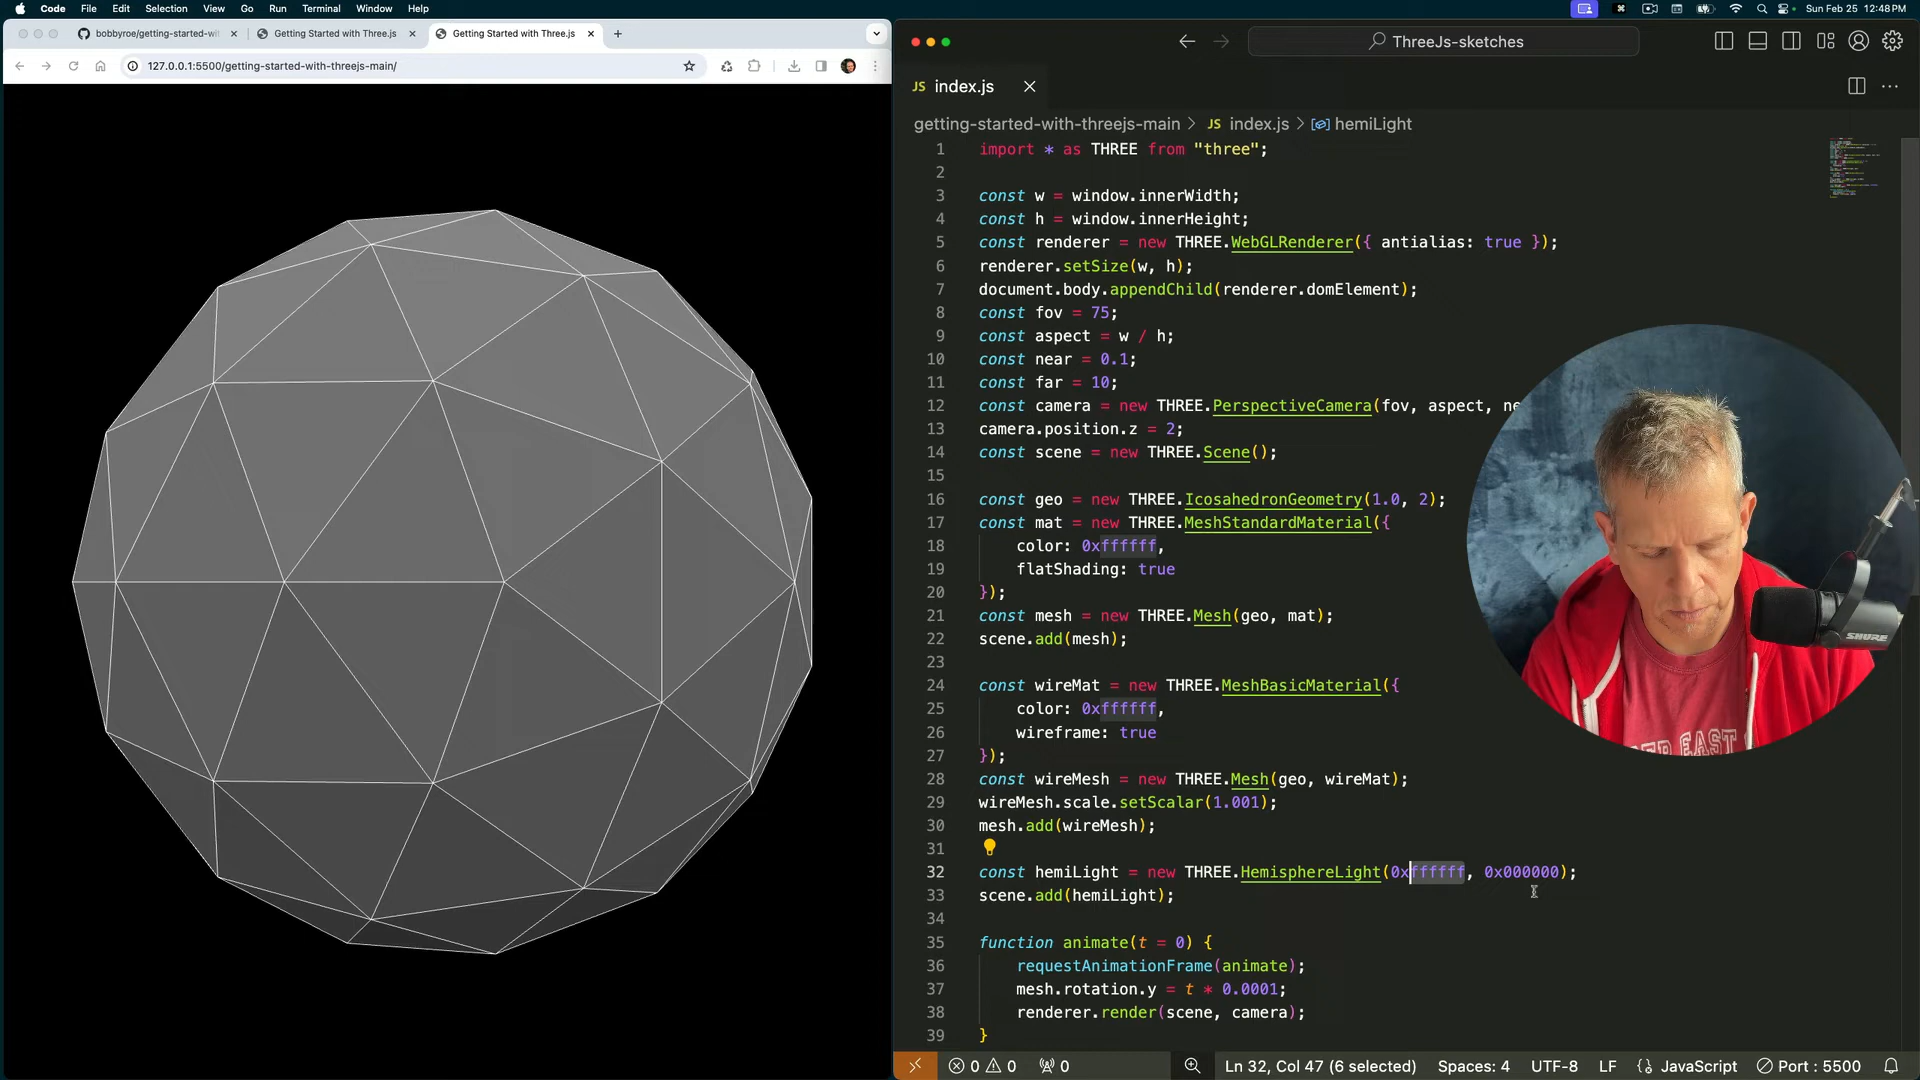 Code File Edit Selection View Go Run Terminal Window Help Sun Feb 25 12:48 PM
bobbyroe/getting-started-wit Getting Started with Three.js Getting Started with Three.js
127.0.0.1:5500/getting-started-with-threejs-main/
ThreeJs-sketches
JS index.js
getting-started-with-threejs-main > JS index.js > hemiLight
1 import * as THREE from "three";
2
3 const w = window.innerWidth;
4 const h = window.innerHeight;
5 const renderer = new THREE.WebGLRenderer({ antialias: true });
6 renderer.setSize(w, h);
7 document.body.appendChild(renderer.domElement);
8 const fov = 75;
9 const aspect = w / h;
10 const near = 0.1;
11 const far = 10;
12 const camera = new THREE.PerspectiveCamera(fov, aspect, ne
13 camera.position.z = 2;
14 const scene = new THREE.Scene();
15
16 const geo = new THREE.IcosahedronGeometry(1.0, 2);
17 const mat = new THREE.MeshStandardMaterial({
18 color: 0xffffff,
19 flatShading: true
20 });
21 const mesh = new THREE.Mesh(geo, mat);
22 scene.add(mesh);
23
24 const wireMat = new THREE.MeshBasicMaterial({
25 color: 0xffffff,
26 wireframe: true
27 });
28 const wireMesh = new THREE.Mesh(geo, wireMat);
29 wireMesh.scale.setScalar(1.001);
30 mesh.add(wireMesh);
31
32 const hemiLight = new THREE.HemisphereLight(0xffffff, 0x000000);
33 scene.add(hemiLight);
34
35 function animate(t = 0) {
36 requestAnimationFrame(animate);
37 mesh.rotation.y = t * 0.0001;
38 renderer.render(scene, camera);
39 }
SHURE
EAST
0 0 0 Ln 32, Col 47 (6 selected) Spaces: 4 UTF-8 LF {} JavaScript Port : 5500